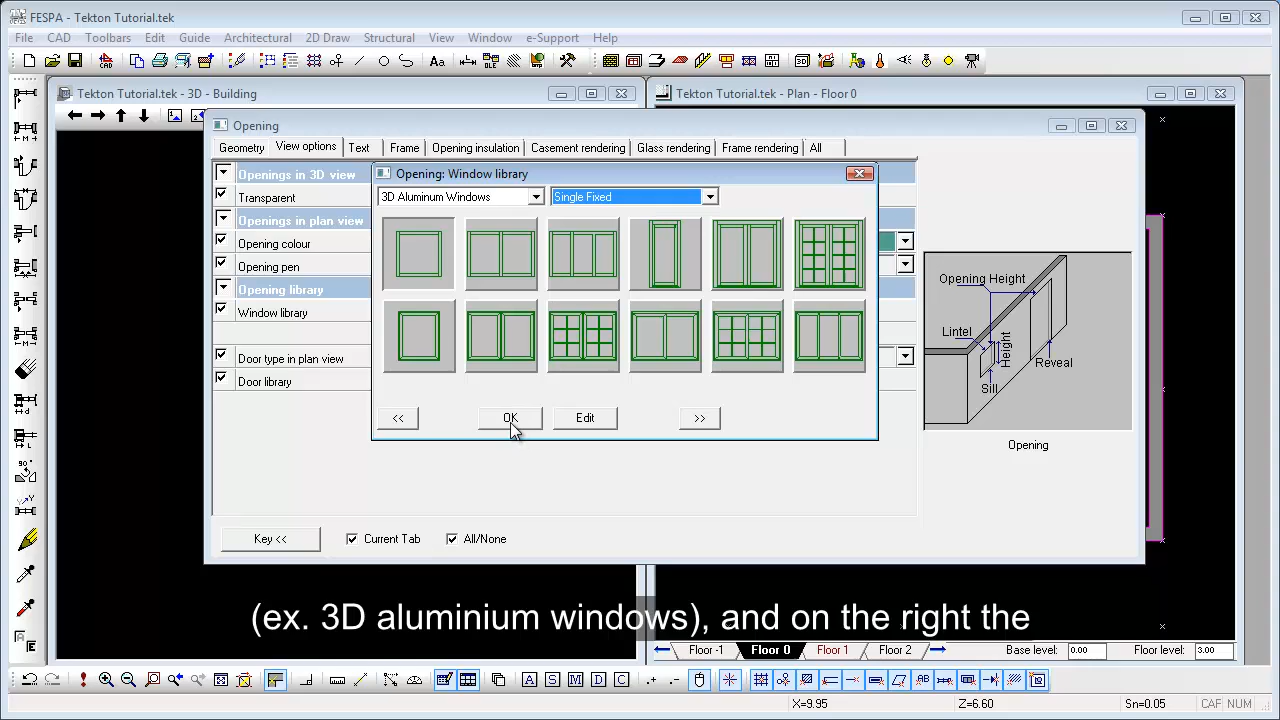 FESPA - Tekton Tutorial.tek
File CAD Toolbars Edit Guide Architectural 2D Draw Structural View Window e-Support Help
Tekton Tutorial.tek - 3D - Building
Tekton Tutorial.tek - Plan - Floor 0
Opening
Geometry View options Text Frame Opening insulation Casement rendering Glass rendering Frame rendering All
Openings in 3D view
Transparent
Openings in plan view
Opening colour
Opening pen
Opening library
Window library
Door type in plan view
Door library
Opening: Window library
3D Aluminum Windows Single Fixed
<< OK Edit >>
Opening Height
Lintel
Height
Reveal
Sill
Opening
Key << Current Tab All/None
(ex. 3D aluminium windows), and on the right the
Floor -1 Floor 0 Floor 1 Floor 2 Base level: 0.00 Floor level: 3.00
X=9.95 Z=6.60 Sn=0.05 CAF NUM